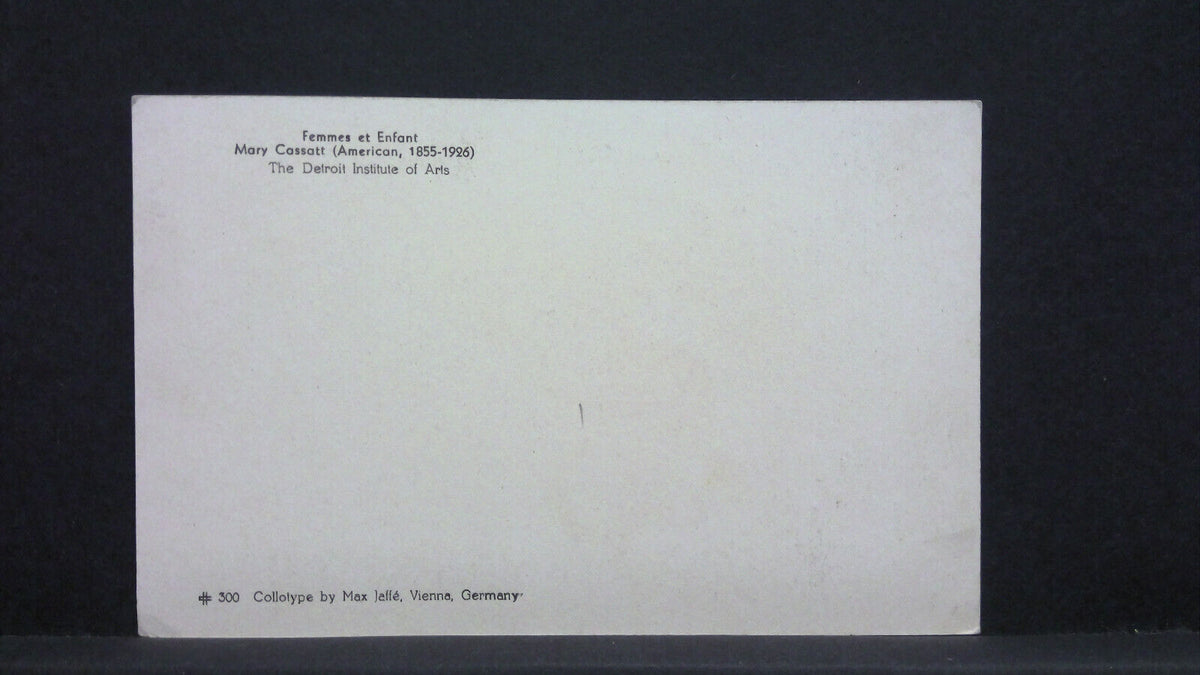 Femmes et Enfant
Mary Cassatt (American, 1855-1926)
The Detroit Institute of Arts
# 300 Collotype by Max Jaffé, Vienna, Germany